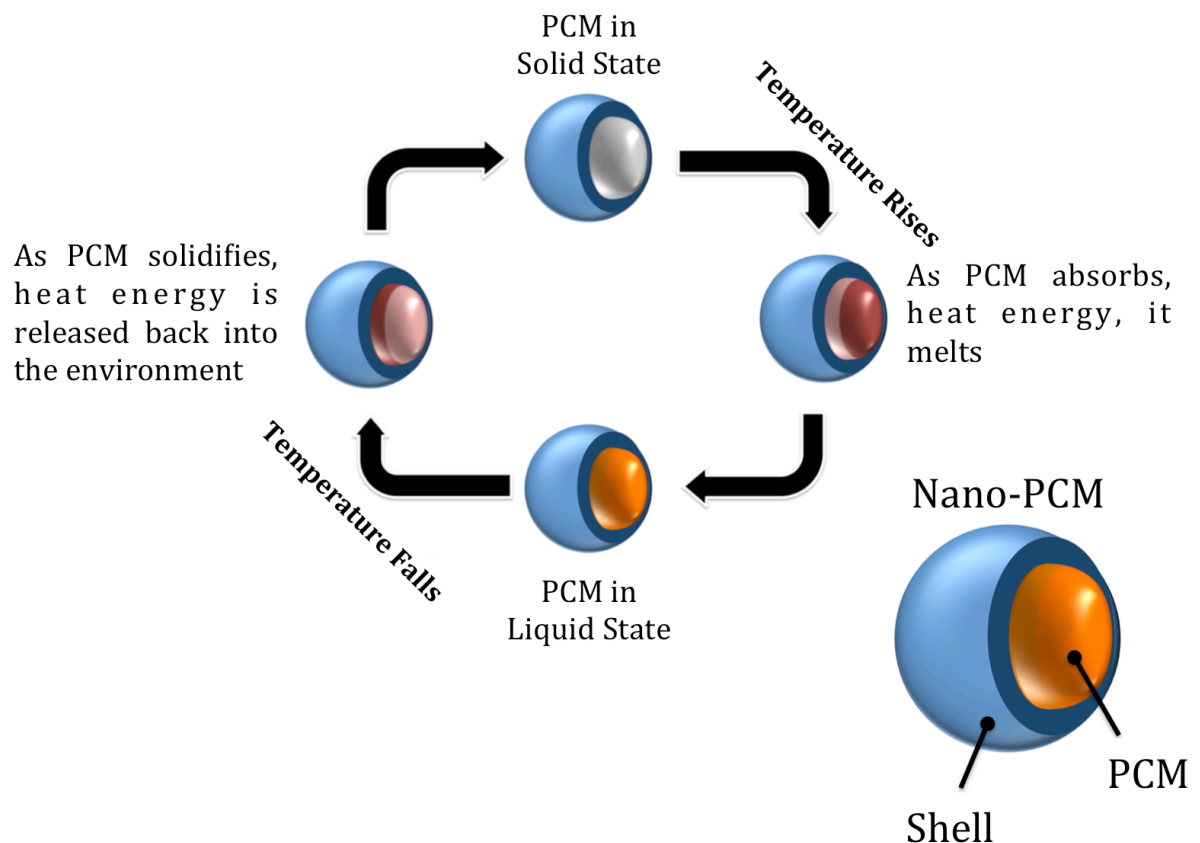 PCM in
Solid State
Temperature Rises
As PCM solidifies,
heat energy is
released back into
the environment
As PCM absorbs,
heat energy, it
melts
Temperature Falls
PCM in
Liquid State
Nano-PCM
PCM
Shell